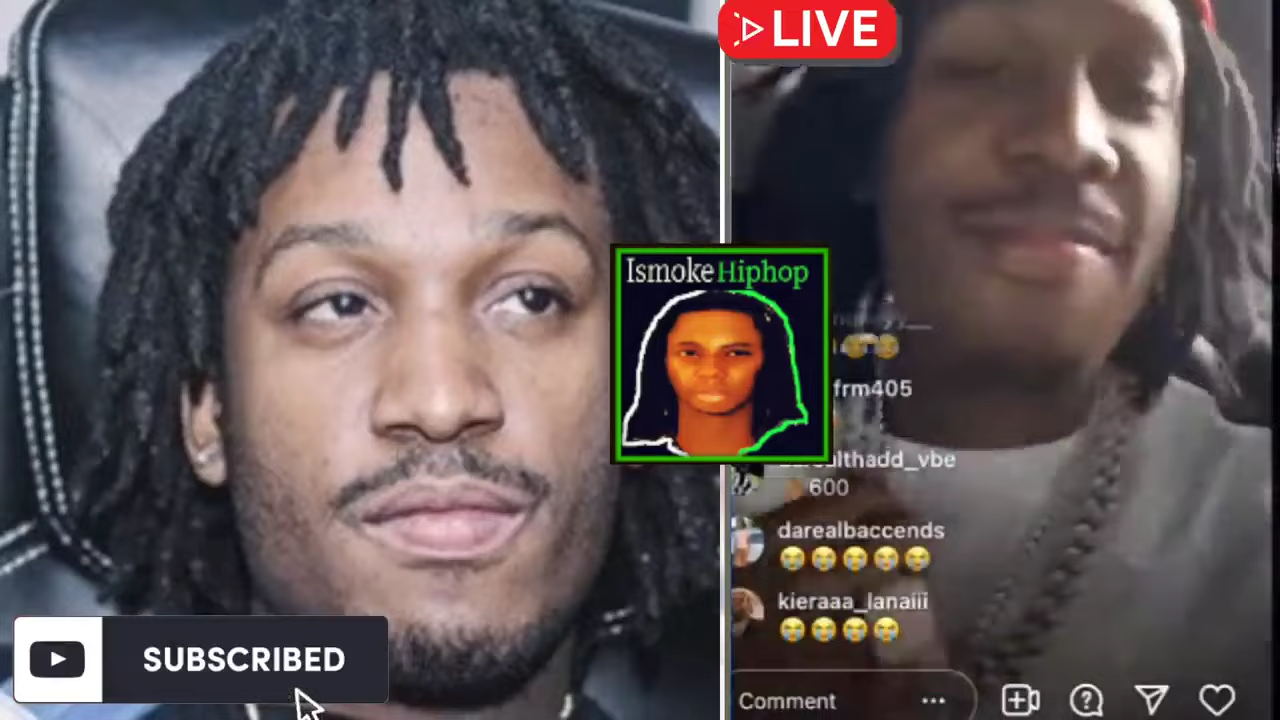 LIVE
Ismoke Hiphop
frm405
600
darealbaccends
😭😭😭😭😭
kieraaa_lanaiii
😭😭😭😭
SUBSCRIBED
Comment